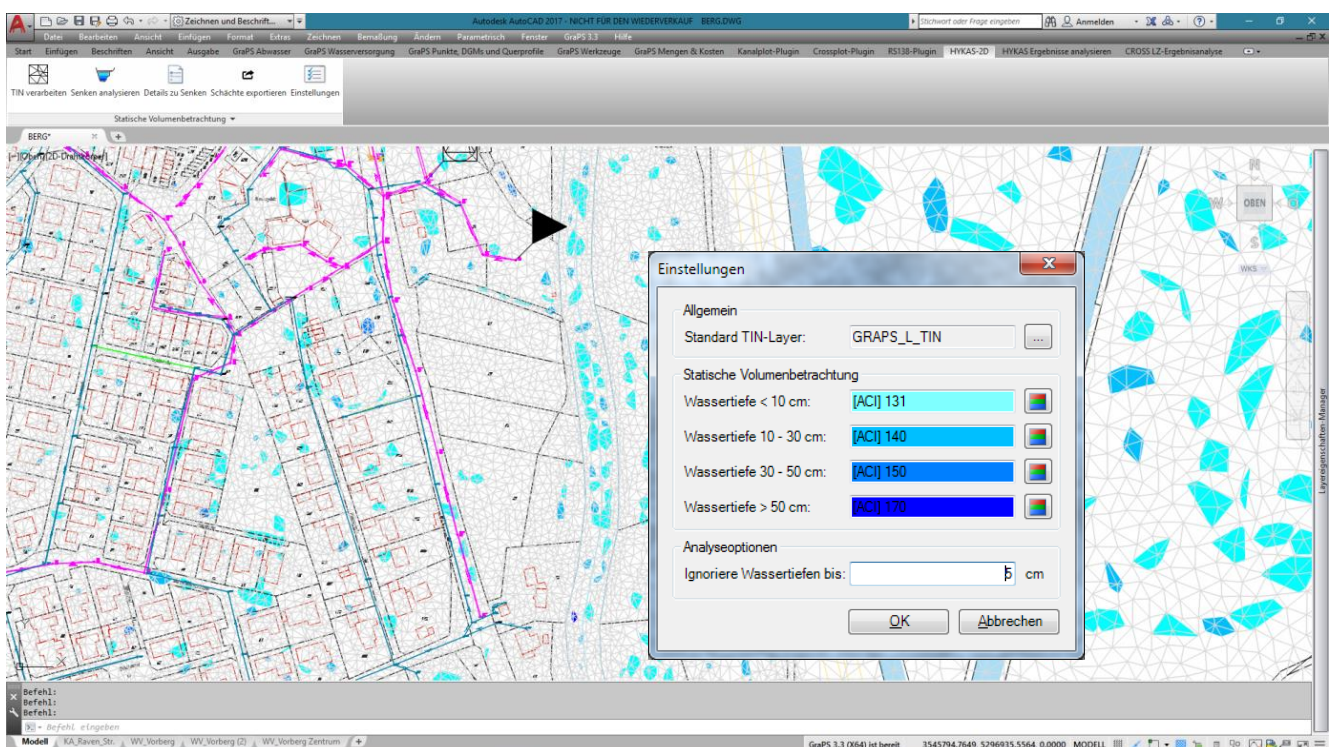 Zeichnen und Beschrift...
Autodesk AutoCAD 2017 - NICHT FÜR DEN WIEDERVERKAUF BERG.DWG
Stichwort oder Frage eingeben
Anmelden
Datei Bearbeiten Ansicht Einfügen Format Extras Zeichnen Bemaßung Ändern Parametrisch Fenster GraPS 3.3 Hilfe
Start Einfügen Beschriften Ansicht Ausgabe GraPS Abwasser GraPS Wasserversorgung GraPS Punkte, DGMs und Querprofile GraPS Werkzeuge GraPS Mengen & Kosten Kanalplot-Plugin Crossplot-Plugin RS138-Plugin HYKAS-2D HYKAS Ergebnisse analysieren CROSS LZ-Ergebnisanalyse
TIN verarbeiten Senken analysieren Details zu Senken Schächte exportieren Einstellungen
Statische Volumenbetrachtung
BERG*
OBEN
W
O
S
WKS
Einstellungen
Allgemein
Standard TIN-Layer: GRAPS_L_TIN ...
Statische Volumenbetrachtung
Wassertiefe < 10 cm: [ACI] 131
Wassertiefe 10 - 30 cm: [ACI] 140
Wassertiefe 30 - 50 cm: [ACI] 150
Wassertiefe > 50 cm: [ACI] 170
Analyseoptionen
Ignoriere Wassertiefen bis: 5 cm
OK Abbrechen
Layereigenschaften-Manager
Befehl:
Befehl:
Befehl:
Befehl eingeben
Modell KA_Raven_Str. WV_Vorberg WV_Vorberg (2) WV_Vorberg Zentrum +
GraPS 3.3 (X64) ist bereit 3545794.7649, 5296935.5564, 0.0000 MODELL